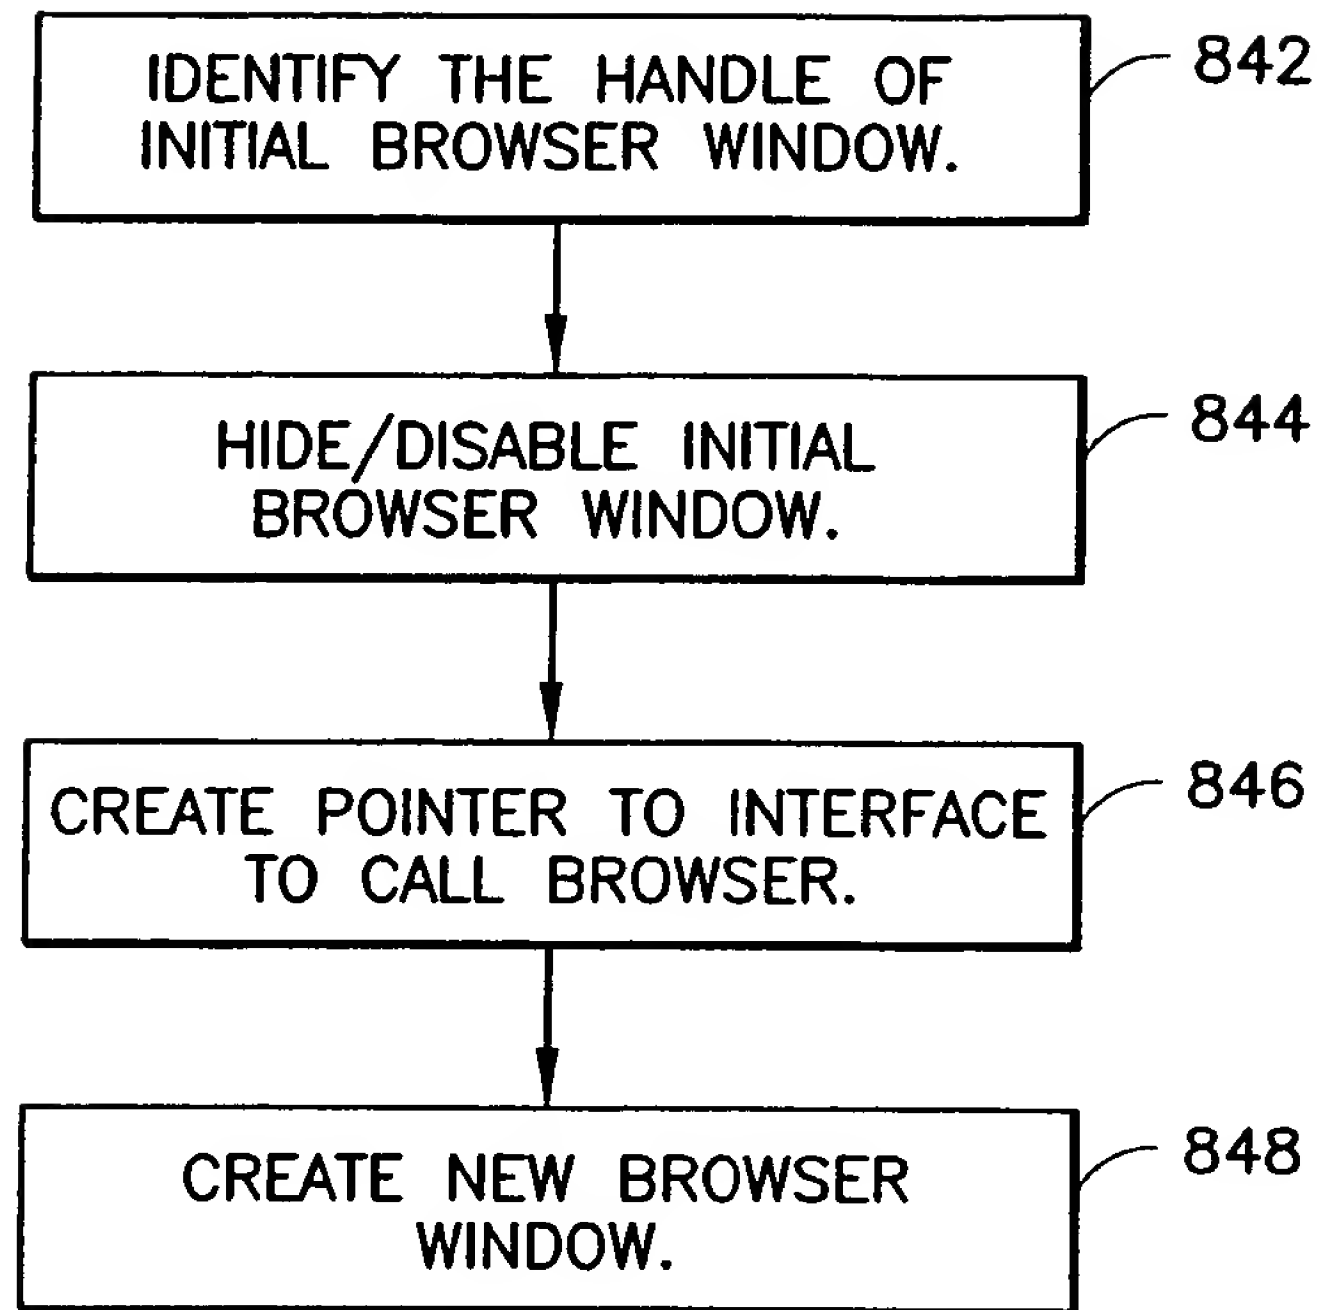 IDENTIFY THE HANDLE OF
INITIAL BROWSER WINDOW.
842
HIDE/DISABLE INITIAL
BROWSER WINDOW.
844
CREATE POINTER TO INTERFACE
TO CALL BROWSER.
846
CREATE NEW BROWSER
WINDOW.
848